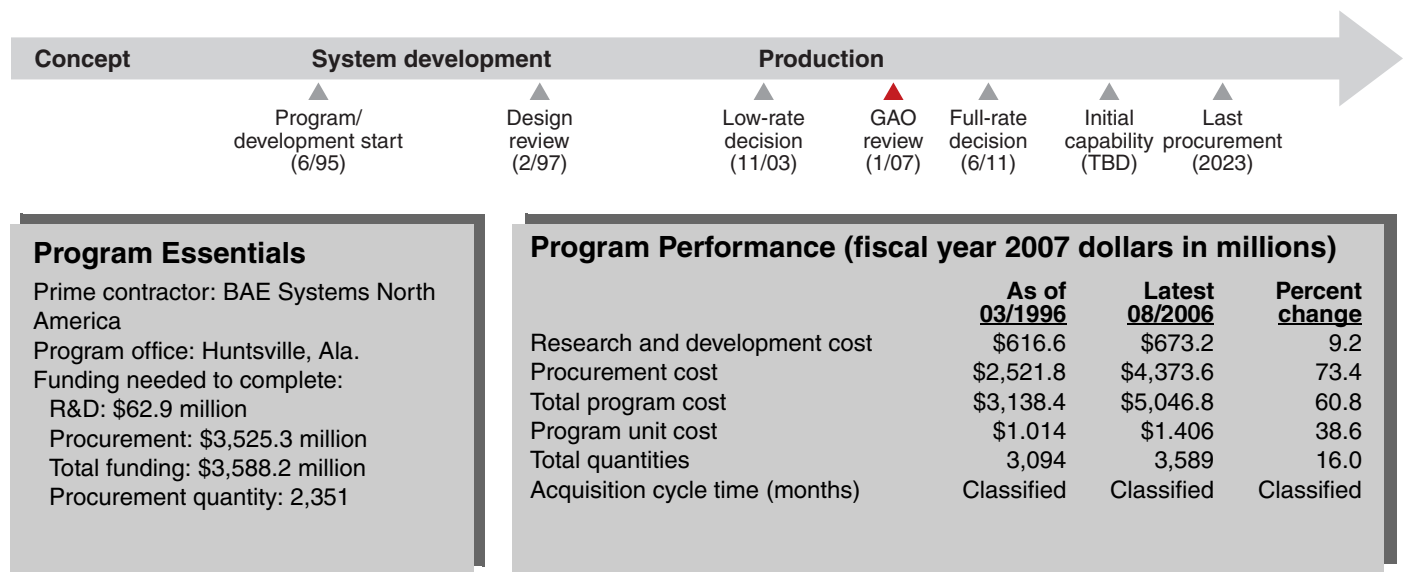 Concept System development Production
Program/
development start
(6/95)
Design
review
(2/97)
Low-rate
decision
(11/03)
GAO
review
(1/07)
Full-rate
decision
(6/11)
Initial
capability
(TBD)
Last
procurement
(2023)
Program Essentials
Prime contractor: BAE Systems North
America
Program office: Huntsville, Ala.
Funding needed to complete:
R&D: $62.9 million
Procurement: $3,525.3 million
Total funding: $3,588.2 million
Procurement quantity: 2,351
Program Performance (fiscal year 2007 dollars in millions)
As of Latest Percent
03/1996 08/2006 change
Research and development cost $616.6 $673.2 9.2
Procurement cost $2,521.8 $4,373.6 73.4
Total program cost $3,138.4 $5,046.8 60.8
Program unit cost $1.014 $1.406 38.6
Total quantities 3,094 3,589 16.0
Acquisition cycle time (months) Classified Classified Classified